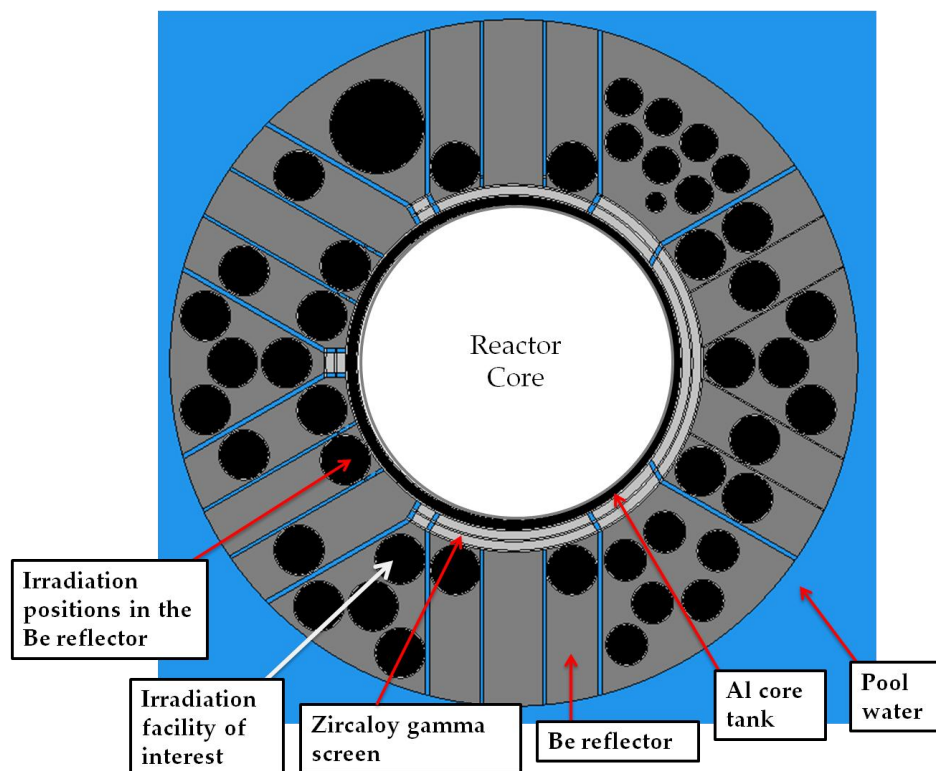 Reactor
Core
Irradiation
positions in the
Be reflector
Irradiation
facility of
interest
Zircaloy gamma
screen
Be reflector
Al core
tank
Pool
water